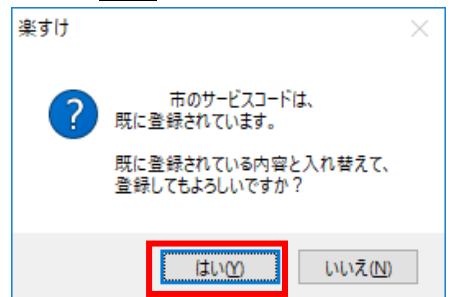 楽すけ
市のサービスコードは、
既に登録されています。
既に登録されている内容と入れ替えて、
登録してもよろしいですか？
はい(Y)
いいえ(N)